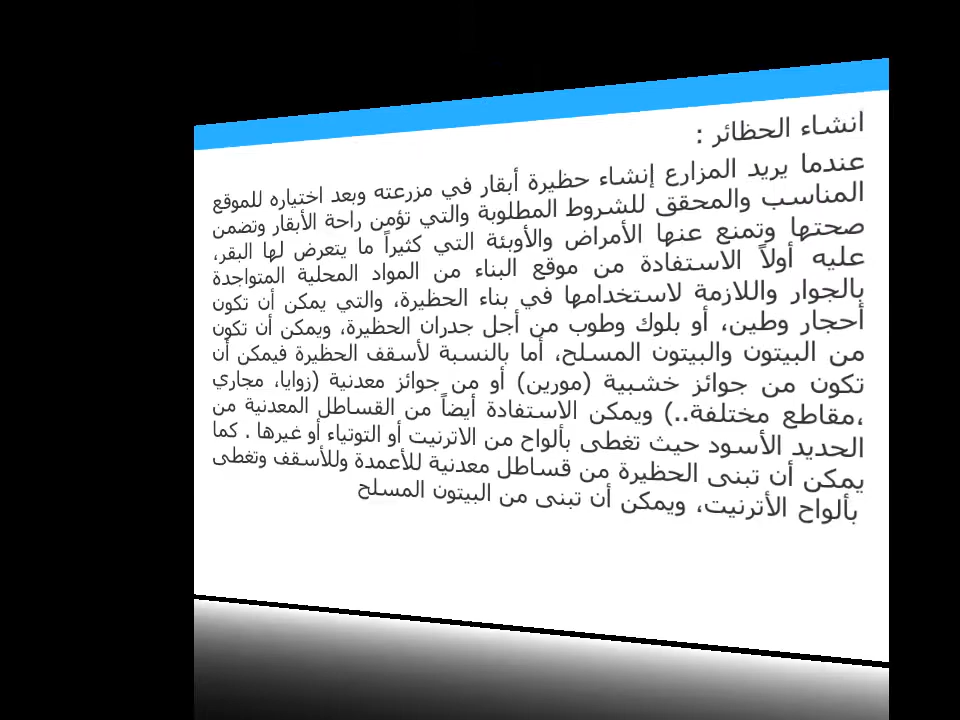 انشاء الحظائر :
عندما يريد المزارع إنشاء حظيرة أبقار في مزرعته وبعد اختياره للموقع
المناسب والمحقق للشروط المطلوبة والتي تؤمن راحة الأبقار وتضمن
صحتها وتمنع عنها الأمراض والأوبئة التي كثيراً ما يتعرض لها البقر،
عليه أولاً الاستفادة من موقع البناء من المواد المحلية المتواجدة
بالجوار واللازمة لاستخدامها في بناء الحظيرة، والتي يمكن أن تكون
أحجار وطين، أو بلوك وطوب من أجل جدران الحظيرة، ويمكن أن تكون
من البيتون والبيتون المسلح، أما بالنسبة لأسقف الحظيرة فيمكن أن
تكون من جوائز خشبية (مورين) أو من جوائز معدنية (زوايا، مجاري
،مقاطع مختلفة..) ويمكن الاستفادة أيضاً من القساطل المعدنية من
الحديد الأسود حيث تغطى بألواح من الاترنيت أو التوتياء أو غيرها . كما
يمكن أن تبنى الحظيرة من قساطل معدنية للأعمدة وللأسقف وتغطى
بألواح الأترنيت، ويمكن أن تبنى من البيتون المسلح